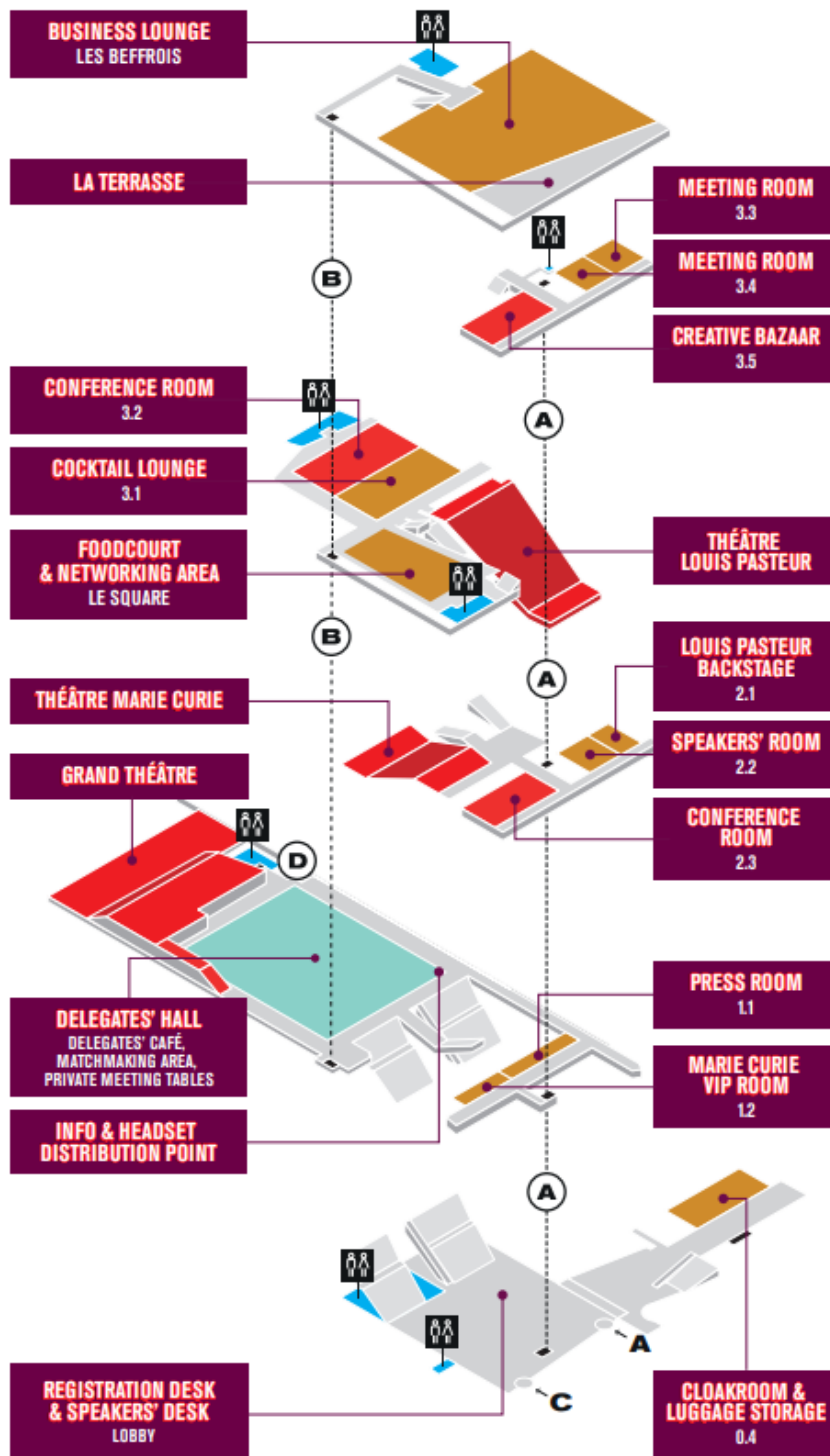 BUSINESS LOUNGE
LES BEFFROIS
LA TERRASSE
MEETING ROOM
3.3
MEETING ROOM
3.4
B
CREATIVE BAZAAR
3.5
CONFERENCE ROOM
3.2
A
COCKTAIL LOUNGE
3.1
FOODCOURT
& NETWORKING AREA
LE SQUARE
THÉÂTRE
LOUIS PASTEUR
B
LOUIS PASTEUR
BACKSTAGE
2.1
A
THÉÂTRE MARIE CURIE
SPEAKERS' ROOM
2.2
GRAND THÉÂTRE
CONFERENCE
ROOM
2.3
D
PRESS ROOM
1.1
DELEGATES' HALL
DELEGATES' CAFÉ,
MATCHMAKING AREA,
PRIVATE MEETING TABLES
MARIE CURIE
VIP ROOM
1.2
INFO & HEADSET
DISTRIBUTION POINT
A
A
C
REGISTRATION DESK
& SPEAKERS' DESK
LOBBY
CLOAKROOM &
LUGGAGE STORAGE
0.4